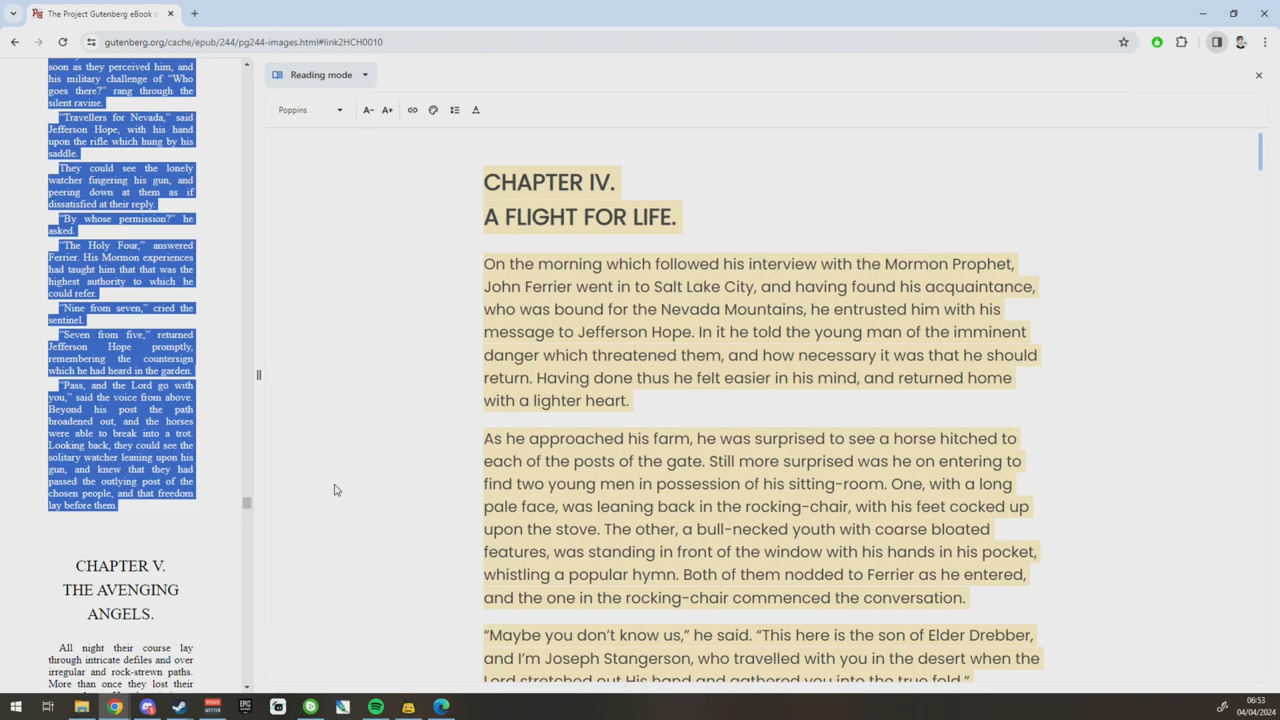 The Project Gutenberg eBook o
gutenberg.org/cache/epub/244/pg244-images.html#link2HCH0010
soon as they perceived him, and
his military challenge of “Who
goes there?” rang through the
silent ravine.
“Travellers for Nevada,” said
Jefferson Hope, with his hand
upon the rifle which hung by his
saddle.
They could see the lonely
watcher fingering his gun, and
peering down at them as if
dissatisfied at their reply.
“By whose permission?” he
asked.
“The Holy Four,” answered
Ferrier. His Mormon experiences
had taught him that that was the
highest authority to which he
could refer.
“Nine from seven,” cried the
sentinel.
“Seven from five,” returned
Jefferson Hope promptly,
remembering the countersign
which he had heard in the garden.
“Pass, and the Lord go with
you,” said the voice from above.
Beyond his post the path
broadened out, and the horses
were able to break into a trot.
Looking back, they could see the
solitary watcher leaning upon his
gun, and knew that they had
passed the outlying post of the
chosen people, and that freedom
lay before them.
CHAPTER V.
THE AVENGING
ANGELS.
All night their course lay
through intricate defiles and over
irregular and rock-strewn paths.
More than once they lost their
Reading mode
Poppins
A-
A+
CHAPTER IV.
A FLIGHT FOR LIFE.
On the morning which followed his interview with the Mormon Prophet,
John Ferrier went in to Salt Lake City, and having found his acquaintance,
who was bound for the Nevada Mountains, he entrusted him with his
message to Jefferson Hope. In it he told the young man of the imminent
danger which threatened them, and how necessary it was that he should
return. Having done thus he felt easier in his mind, and returned home
with a lighter heart.
As he approached his farm, he was surprised to see a horse hitched to
each of the posts of the gate. Still more surprised was he on entering to
find two young men in possession of his sitting-room. One, with a long
pale face, was leaning back in the rocking-chair, with his feet cocked up
upon the stove. The other, a bull-necked youth with coarse bloated
features, was standing in front of the window with his hands in his pocket,
whistling a popular hymn. Both of them nodded to Ferrier as he entered,
and the one in the rocking-chair commenced the conversation.
“Maybe you don’t know us,” he said. “This here is the son of Elder Drebber,
and I’m Joseph Stangerson, who travelled with you in the desert when the
Lord stretched out His hand and gathered you into the true fold.”
06:53
04/04/2024